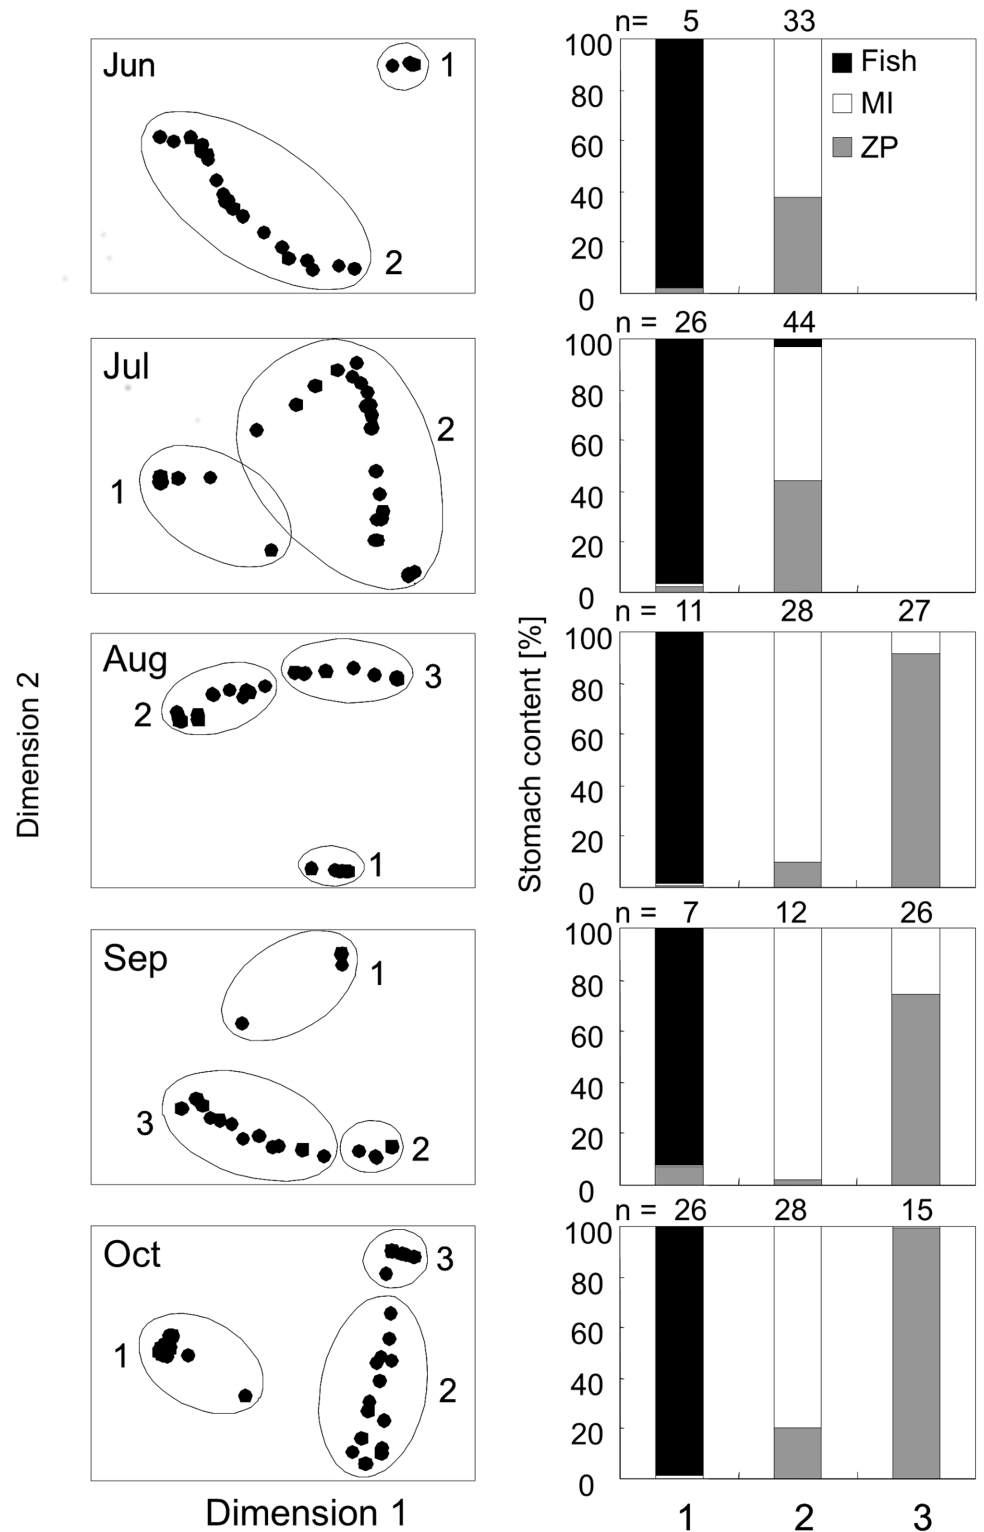 n= 5 33
Jun
1
2
100
80
60
40
20
0
Fish
MI
ZP
n = 26 44
Jul
1
2
100
80
60
40
20
0
n = 11 28 27
Aug
2
3
1
100
80
60
40
20
0
n = 7 12 26
Sep
1
3
2
100
80
60
40
20
0
n = 26 28 15
Oct
3
1
2
100
80
60
40
20
0
1 2 3
Dimension 1
Dimension 2
Stomach content [%]